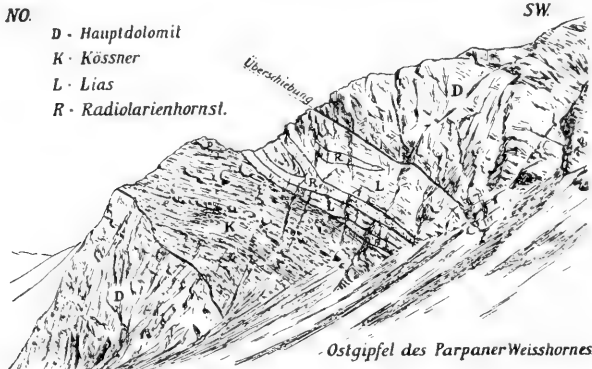 NO.
SW.
D - Hauptdolomit
K - Kössner
L - Lias
R - Radiolarienhornst.
Überschiebung
D
R
L
R
L
K
D
Ostgipfel des Parpaner Weisshornes